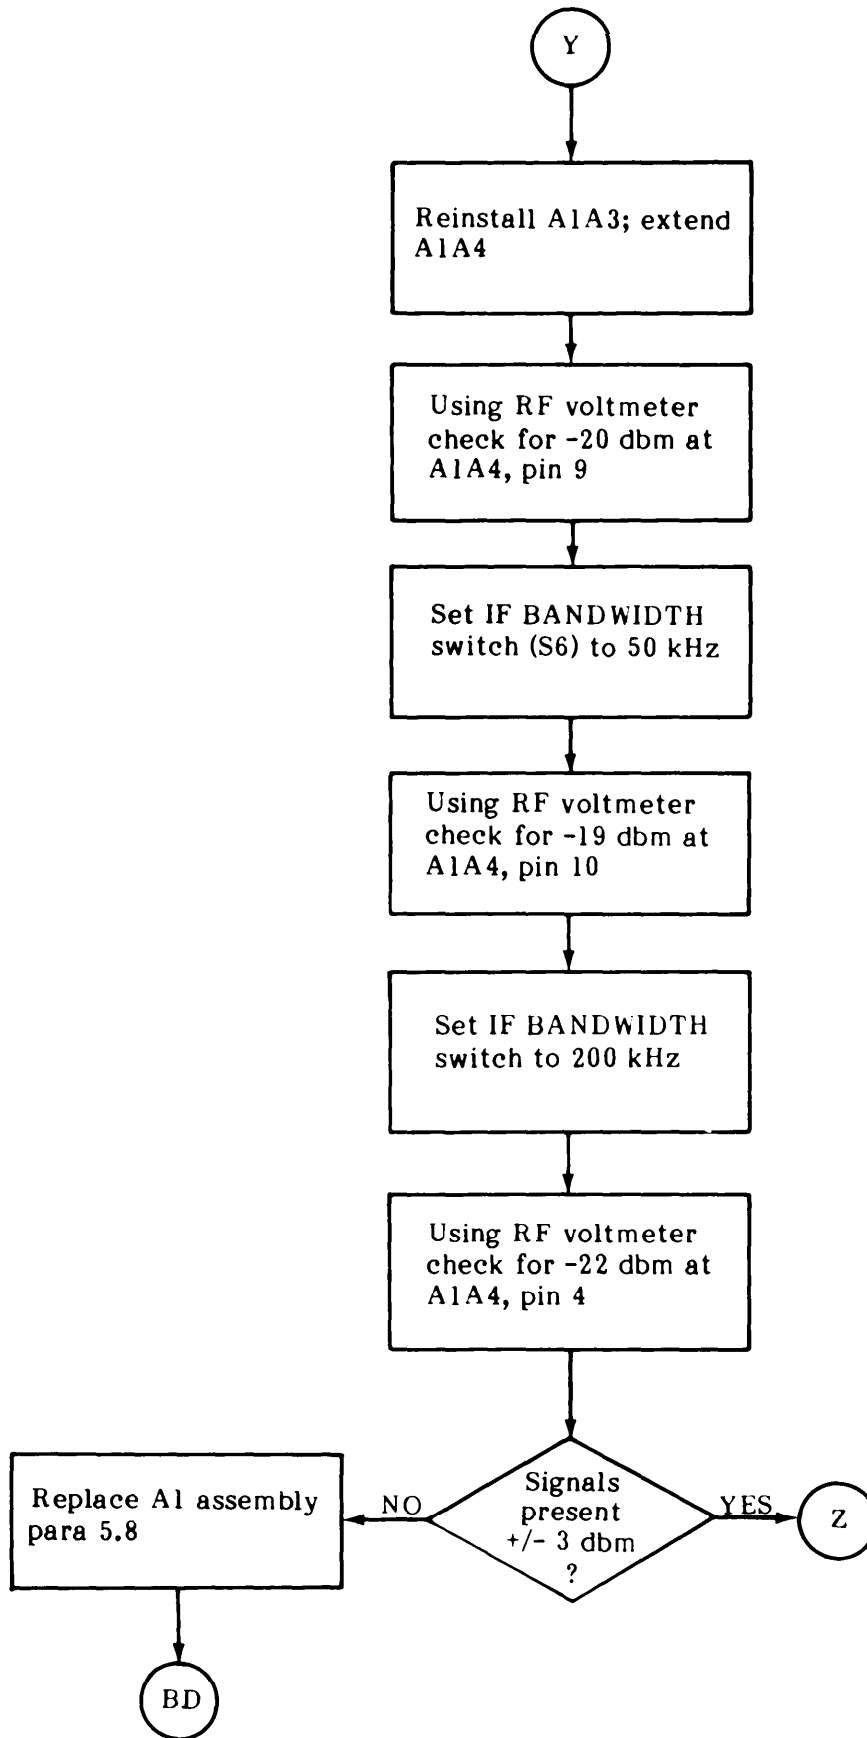 Y
Reinstall A1A3; extend
A1A4
Using RF voltmeter
check for -20 dbm at
A1A4, pin 9
Set IF BANDWIDTH
switch (S6) to 50 kHz
Using RF voltmeter
check for -19 dbm at
A1A4, pin 10
Set IF BANDWIDTH
switch to 200 kHz
Using RF voltmeter
check for -22 dbm at
A1A4, pin 4
Signals
present
+/- 3 dbm
?
NO
YES
Z
Replace A1 assembly
para 5.8
BD